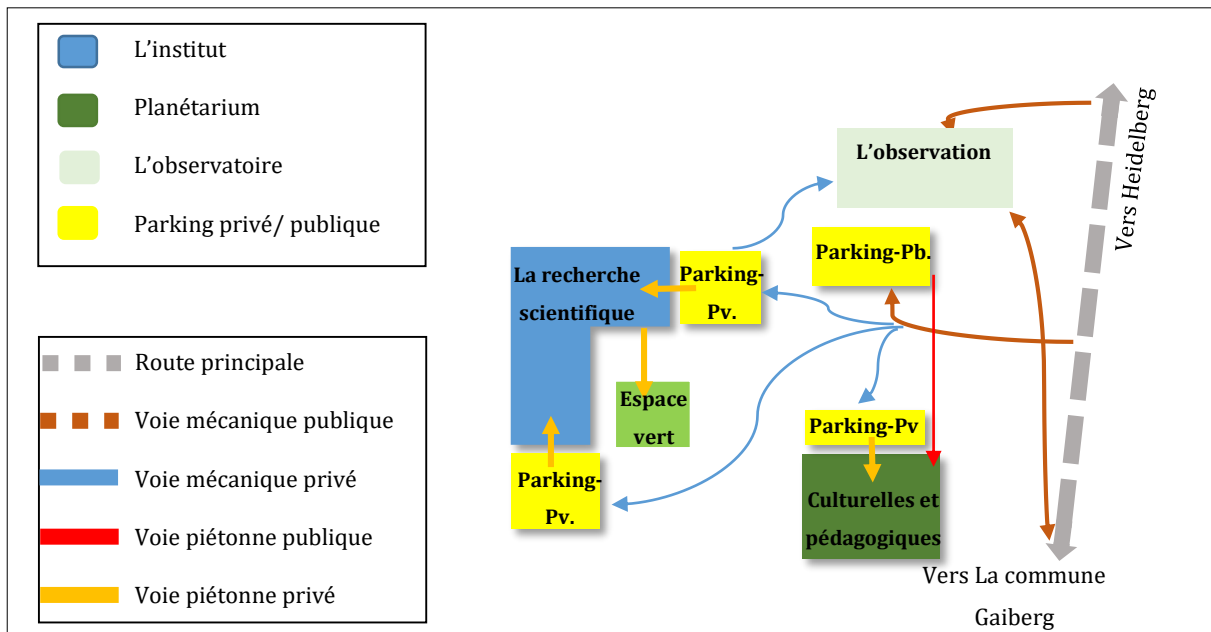 L'institut
Planétarium
L'observatoire
Parking privé/ publique
Route principale
Voie mécanique publique
Voie mécanique privé
Voie piétonne publique
Voie piétonne privé
L'observation
Vers Heidelberg
Parking-Pb.
La recherche
scientifique
Parking-
Pv.
Espace
vert
Parking-Pv
Parking-
Pv.
Culturelles et
pédagogiques
Vers La commune
Gaiberg